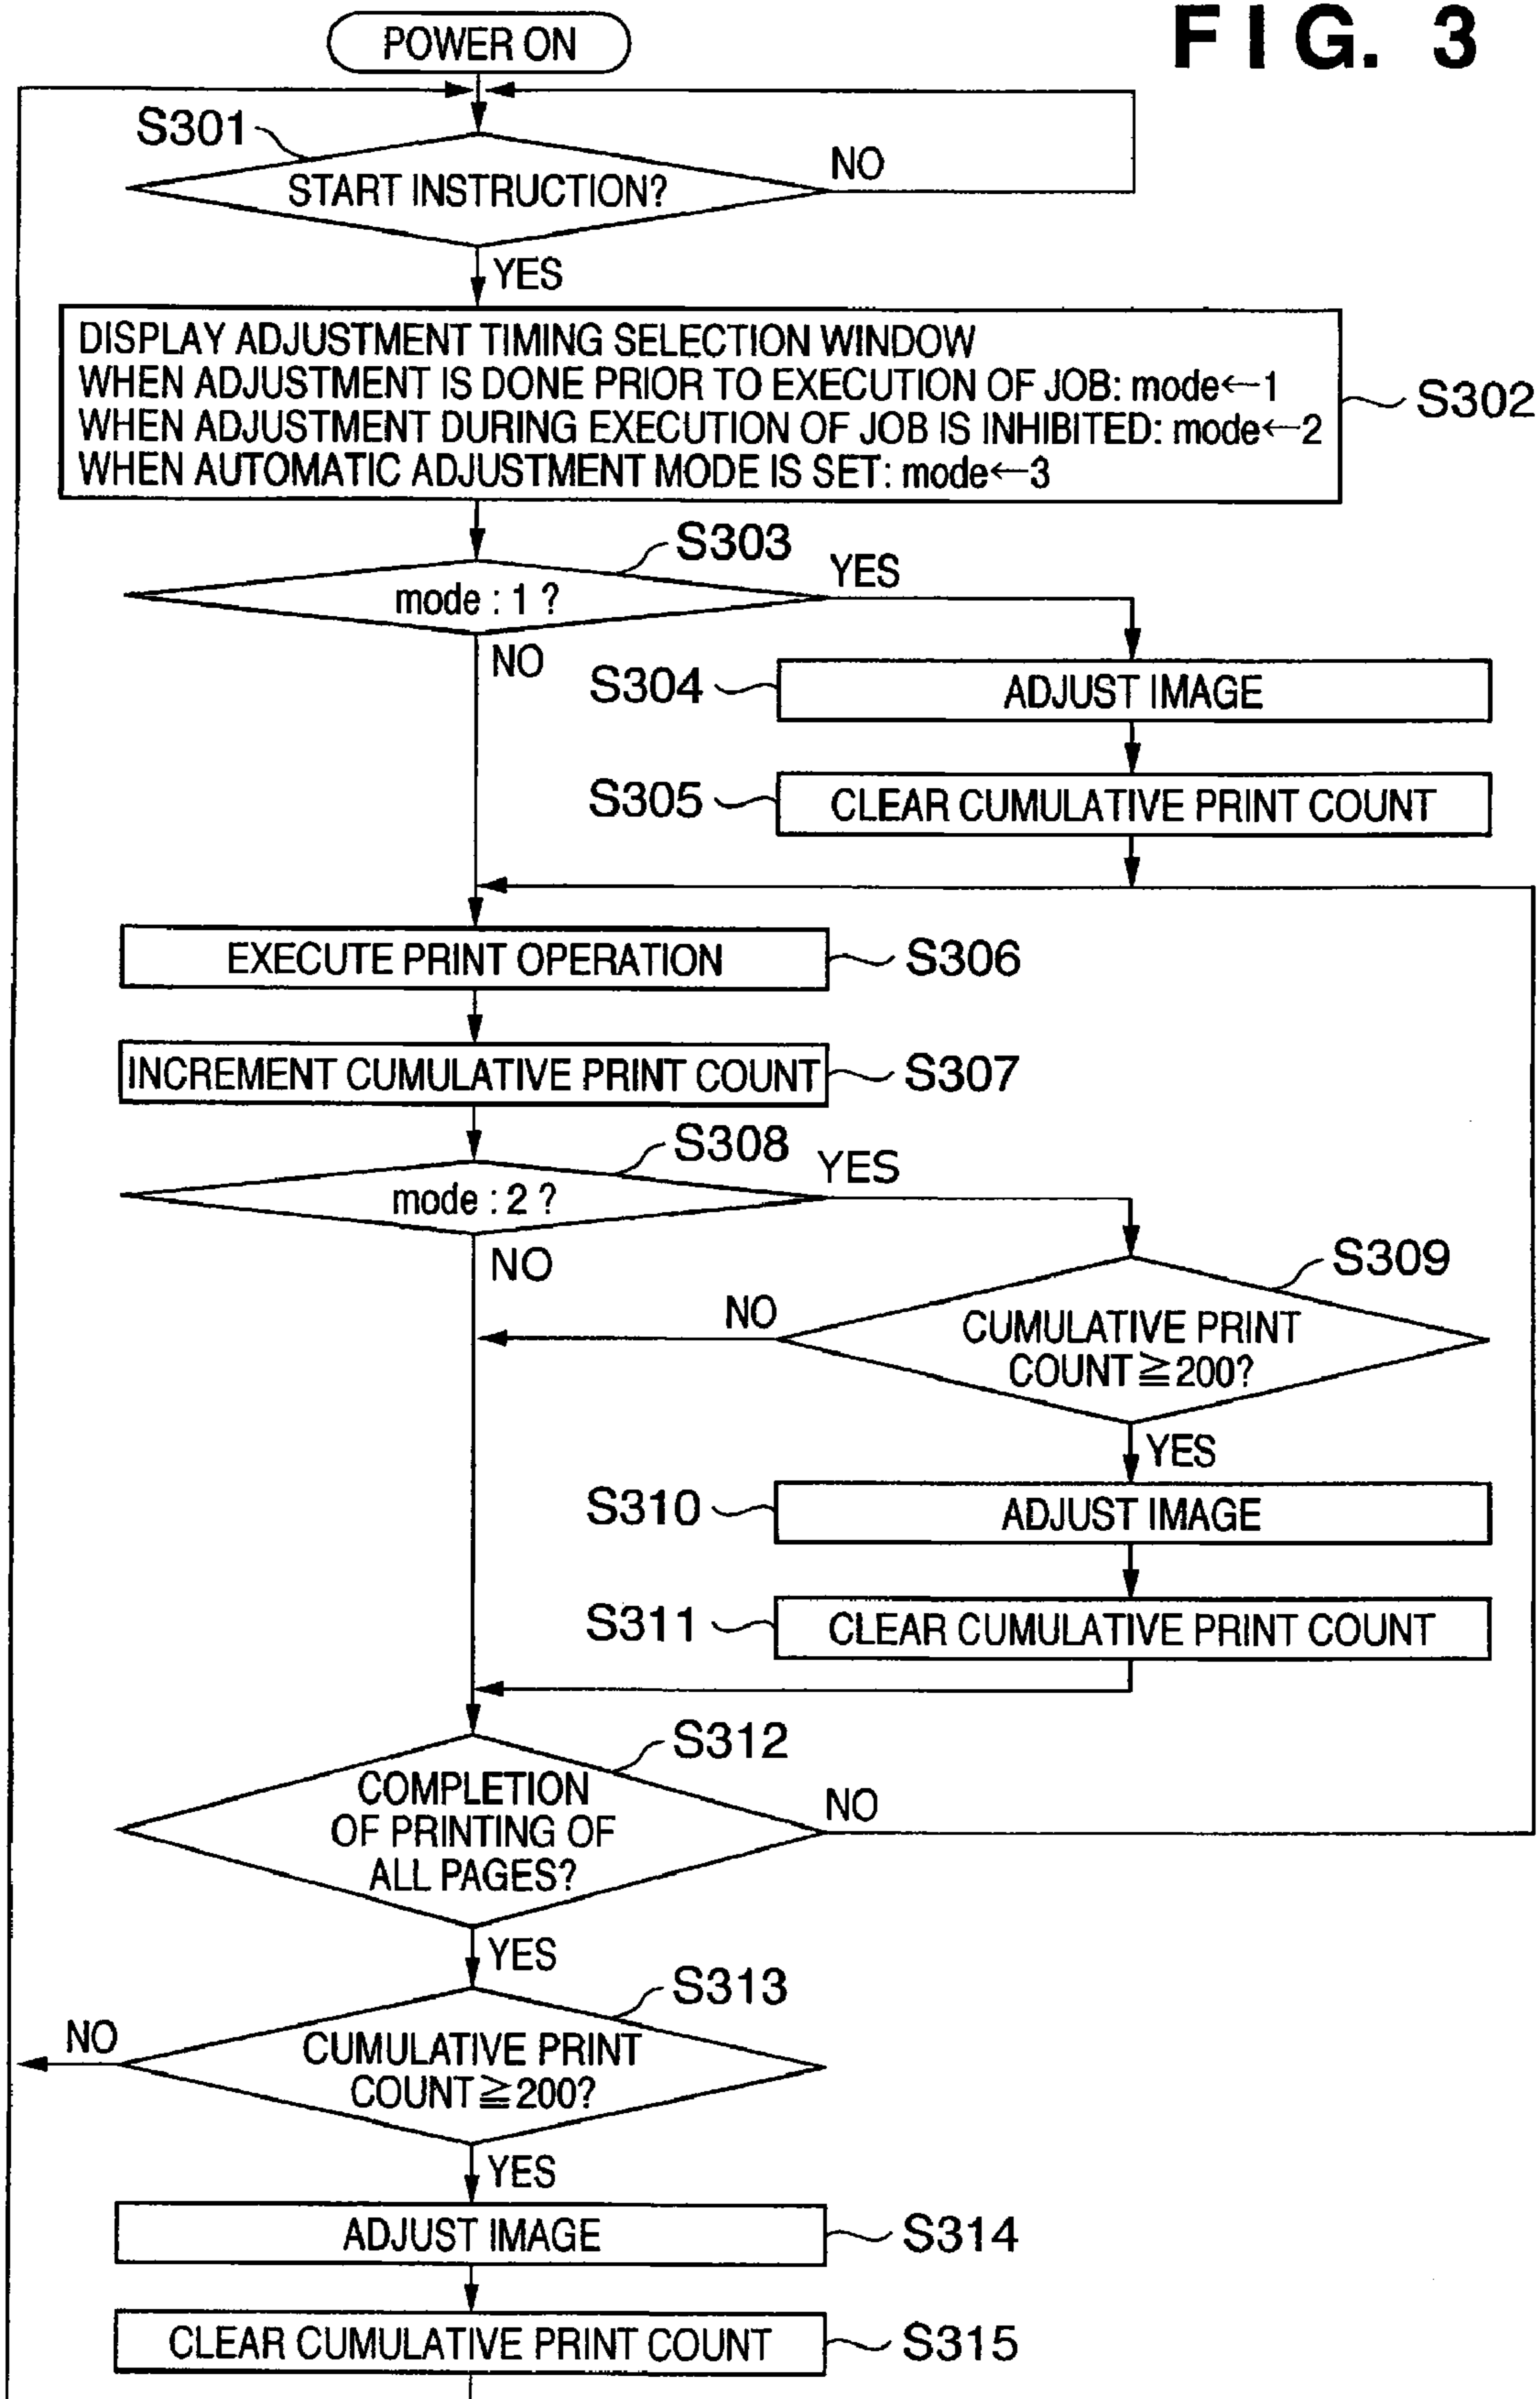 FIG. 3
POWER ON
S301
START INSTRUCTION?
NO
YES
DISPLAY ADJUSTMENT TIMING SELECTION WINDOW
WHEN ADJUSTMENT IS DONE PRIOR TO EXECUTION OF JOB: mode←1
WHEN ADJUSTMENT DURING EXECUTION OF JOB IS INHIBITED: mode←2
WHEN AUTOMATIC ADJUSTMENT MODE IS SET: mode←3
S302
S303
mode : 1 ?
YES
NO
S304
ADJUST IMAGE
S305
CLEAR CUMULATIVE PRINT COUNT
EXECUTE PRINT OPERATION
S306
INCREMENT CUMULATIVE PRINT COUNT
S307
S308
mode : 2 ?
YES
NO
S309
CUMULATIVE PRINT
COUNT≧200?
NO
YES
S310
ADJUST IMAGE
S311
CLEAR CUMULATIVE PRINT COUNT
S312
COMPLETION
OF PRINTING OF
ALL PAGES?
NO
YES
S313
CUMULATIVE PRINT
COUNT≧200?
NO
YES
ADJUST IMAGE
S314
CLEAR CUMULATIVE PRINT COUNT
S315